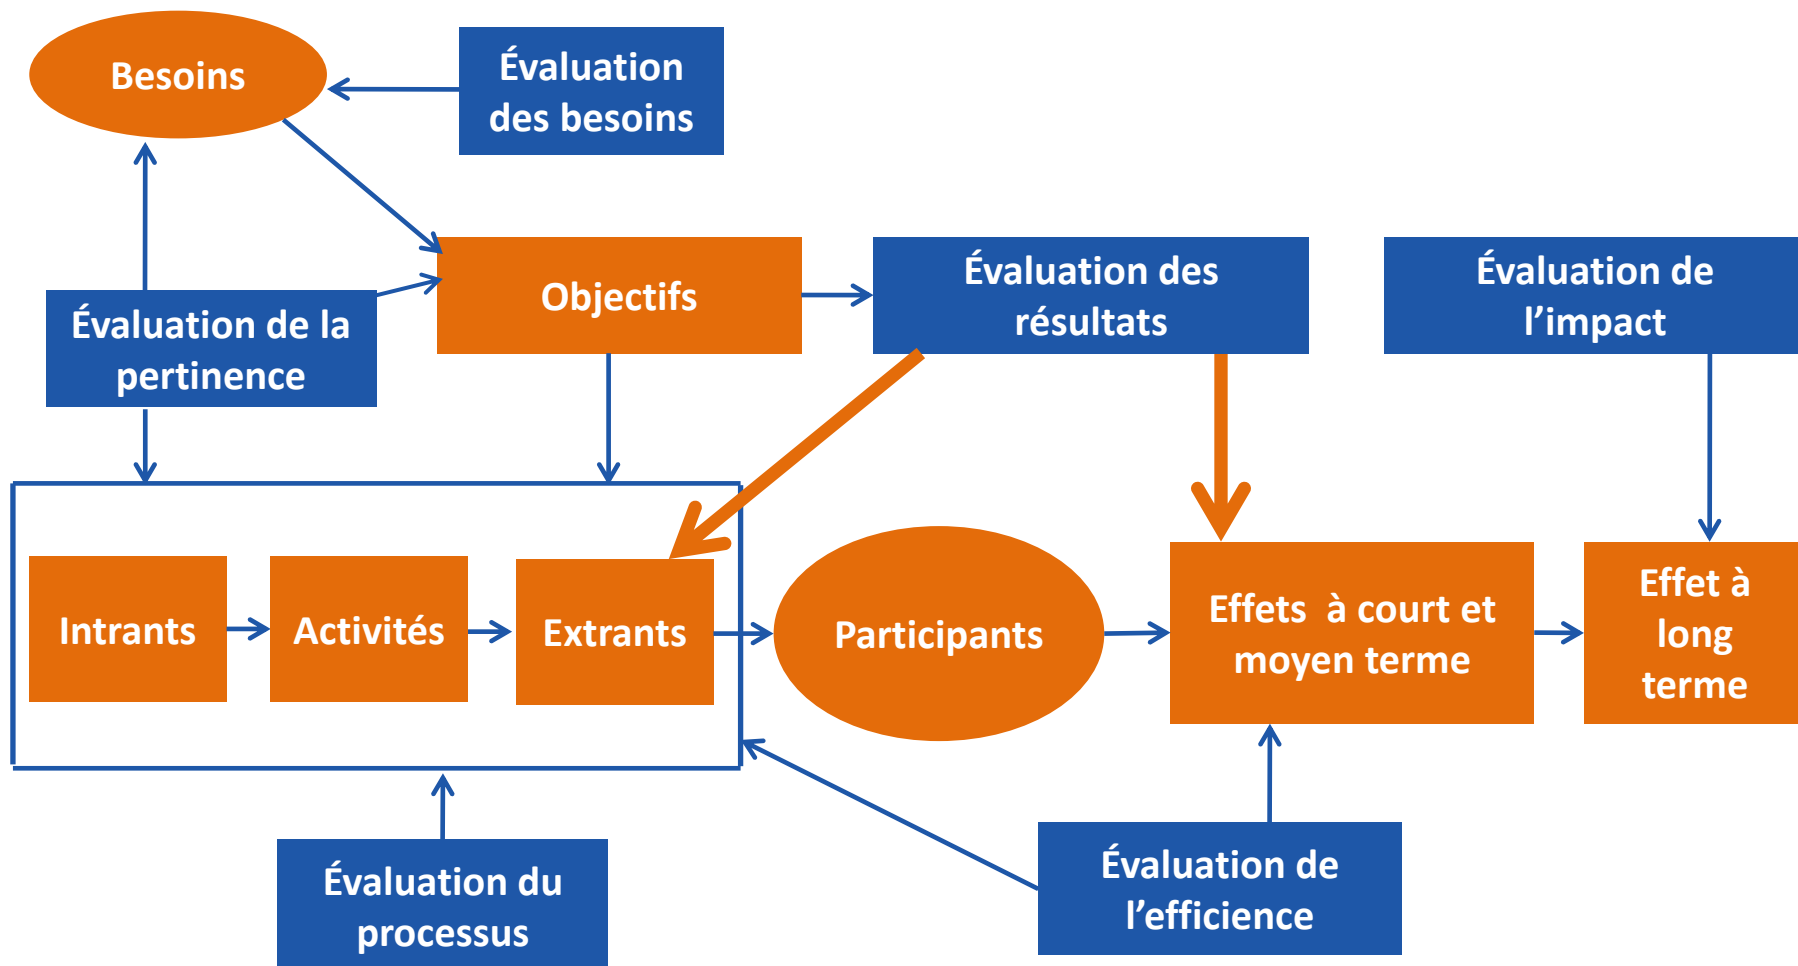 Besoins
Évaluation
des besoins
Objectifs
Évaluation des
résultats
Évaluation de
l’impact
Évaluation de la
pertinence
Intrants
Activités
Extrants
Participants
Effets à court et
moyen terme
Effet à
long
terme
Évaluation du
processus
Évaluation de
l’efficience